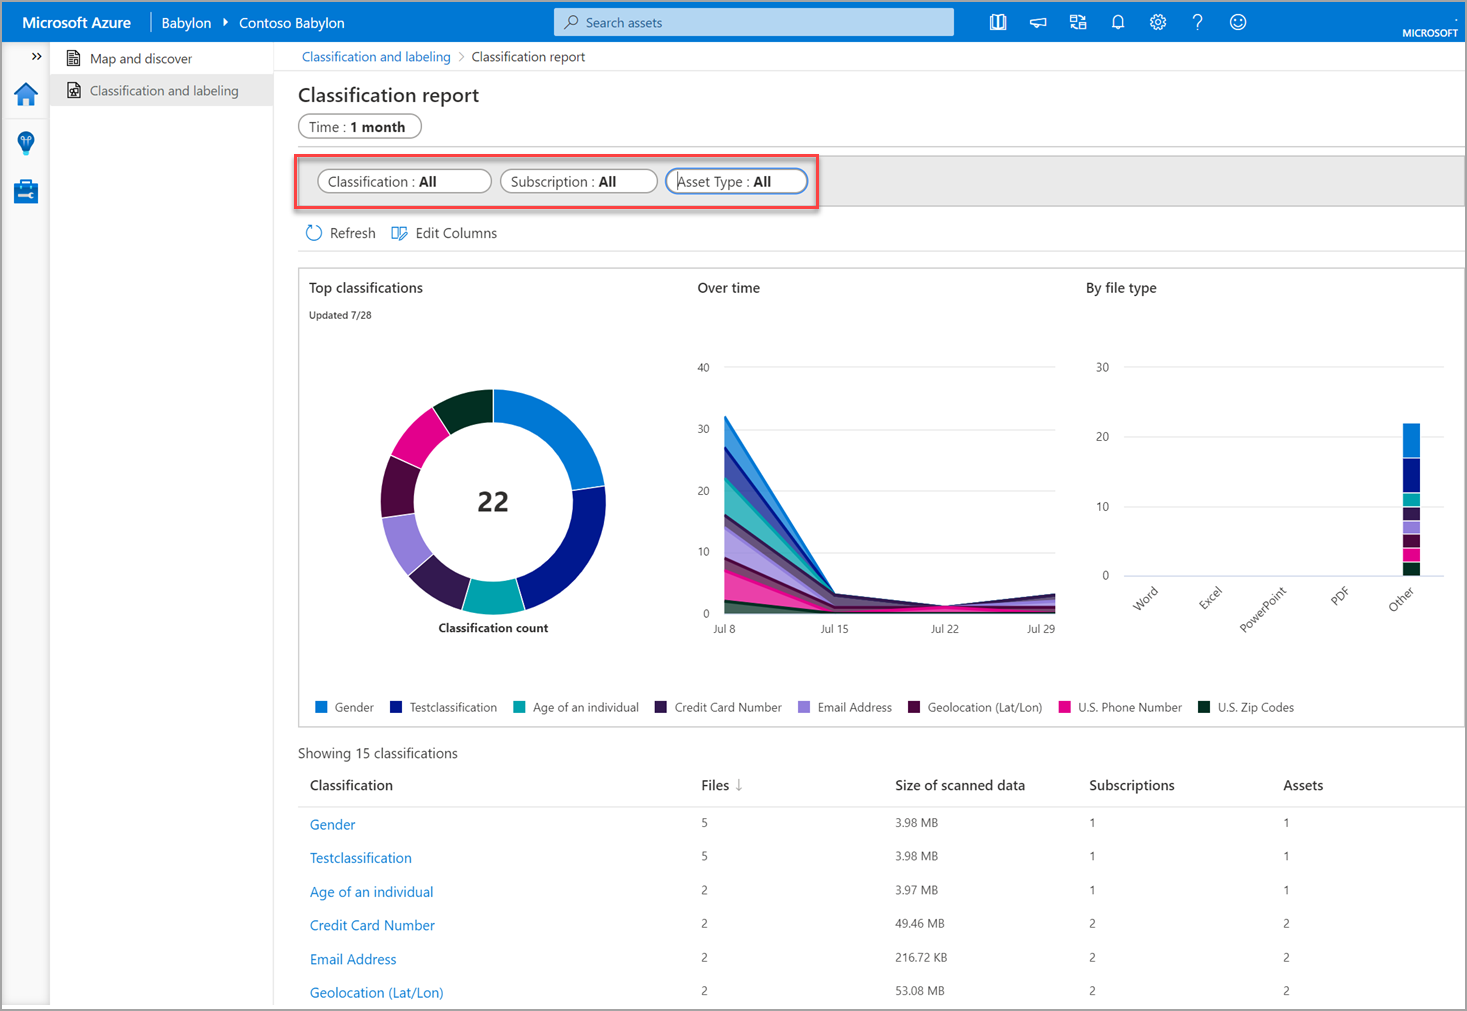 Microsoft Azure Babylon Contoso Babylon Search assets
MICROSOFT
Map and discover
Classification and labeling
Classification and labeling > Classification report
Classification report
Time : 1 month
Classification : All Subscription : All Asset Type : All
Refresh Edit Columns
Top classifications
Updated 7/28
22
Classification count
Over time
40
30
20
10
0
Jul 8 Jul 15 Jul 22 Jul 29
By file type
30
20
10
0
Word Excel PowerPoint PDF Other
Gender Testclassification Age of an individual Credit Card Number Email Address Geolocation (Lat/Lon) U.S. Phone Number U.S. Zip Codes
Showing 15 classifications
Classification Files ↓ Size of scanned data Subscriptions Assets
Gender 5 3.98 MB 1 1
Testclassification 5 3.98 MB 1 1
Age of an individual 2 3.97 MB 1 1
Credit Card Number 2 49.46 MB 2 2
Email Address 2 216.72 KB 2 2
Geolocation (Lat/Lon) 2 53.08 MB 2 2